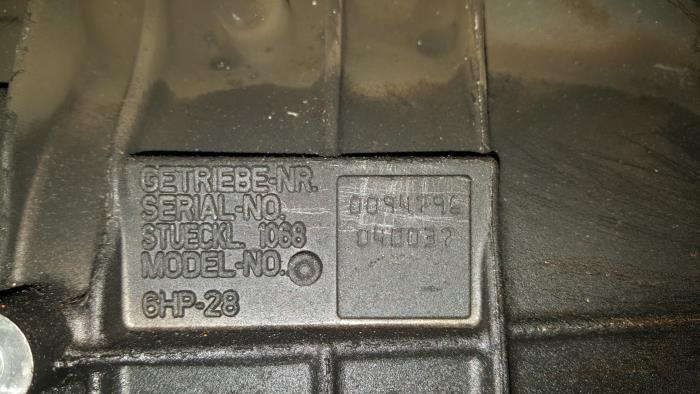 GETRIEBE-NR.
SERIAL-NO. 0094796
STUECKL. 1068 040037
MODEL-NO.
6HP-28